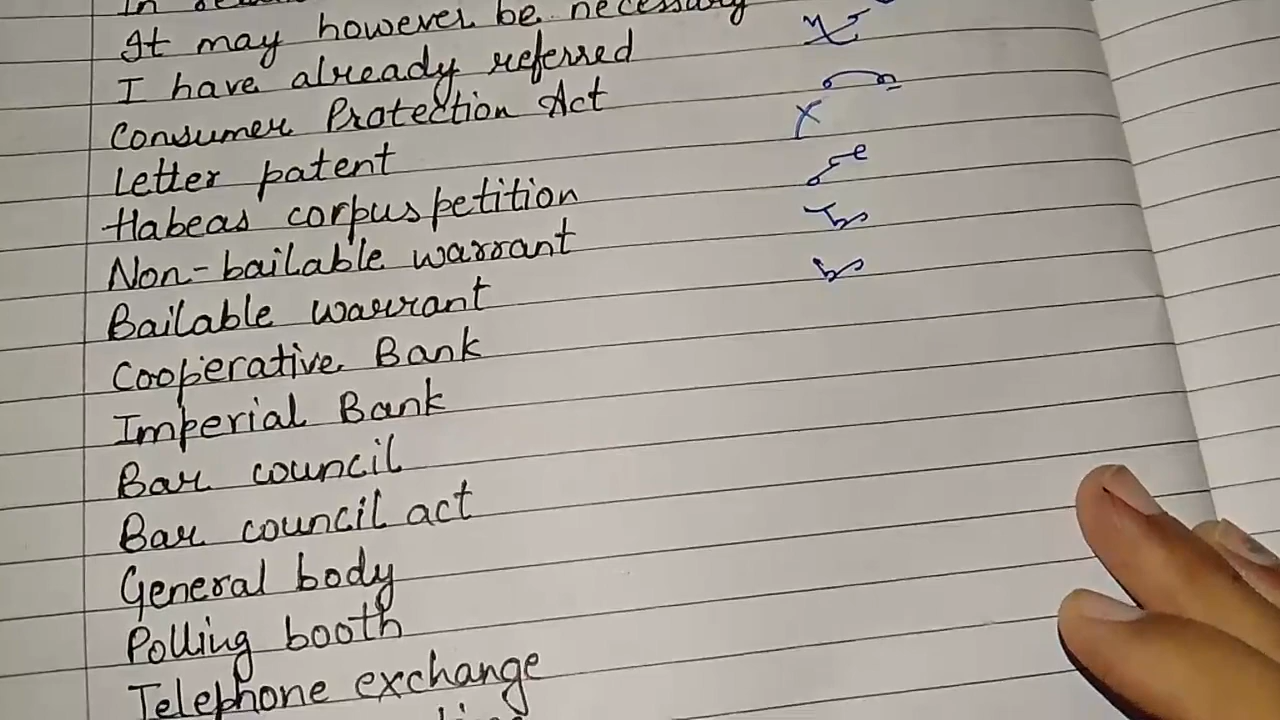 It may however be necessary
I have already referred
Consumer Protection Act
Letter patent
Habeas corpus petition
Non-bailable warrant
Bailable warrant
Cooperative Bank
Imperial Bank
Bar council
Bar council act
General body
Polling booth
Telephone exchange